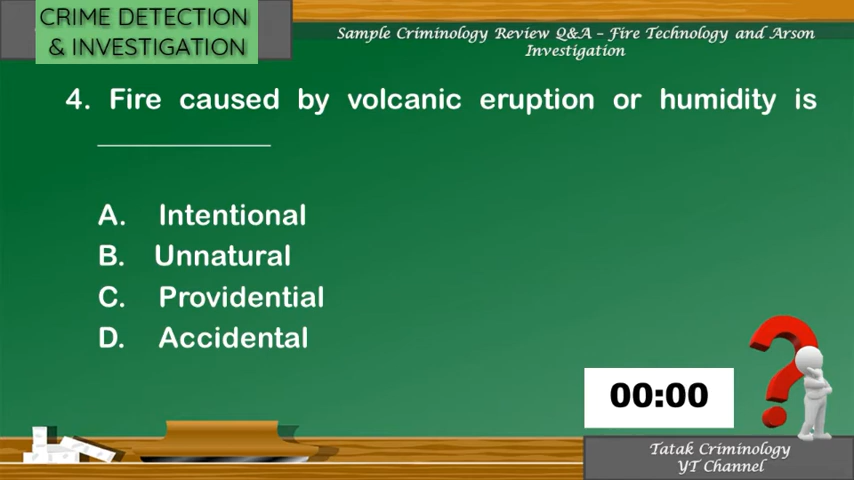 CRIME DETECTION
& INVESTIGATION
Sample Criminology Review Q&A – Fire Technology and Arson
Investigation
4. Fire caused by volcanic eruption or humidity is
____________
A. Intentional
B. Unnatural
C. Providential
D. Accidental
00:00
Tatak Criminology
YT Channel